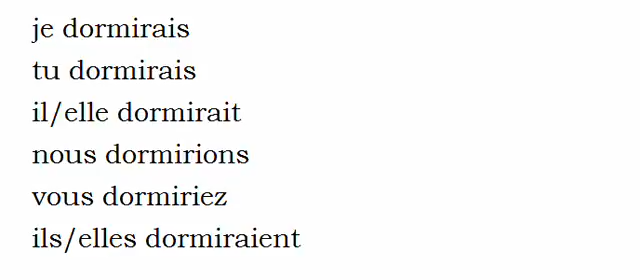 je dormirais
tu dormirais
il/elle dormirait
nous dormirions
vous dormiriez
ils/elles dormiraient